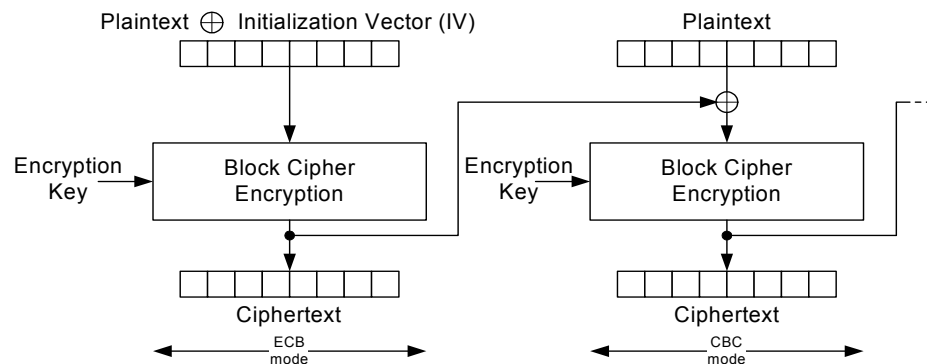 Plaintext ⊕ Initialization Vector (IV)
Plaintext
Encryption
Key
Block Cipher
Encryption
Encryption
Key
Block Cipher
Encryption
Ciphertext
Ciphertext
ECB
mode
CBC
mode